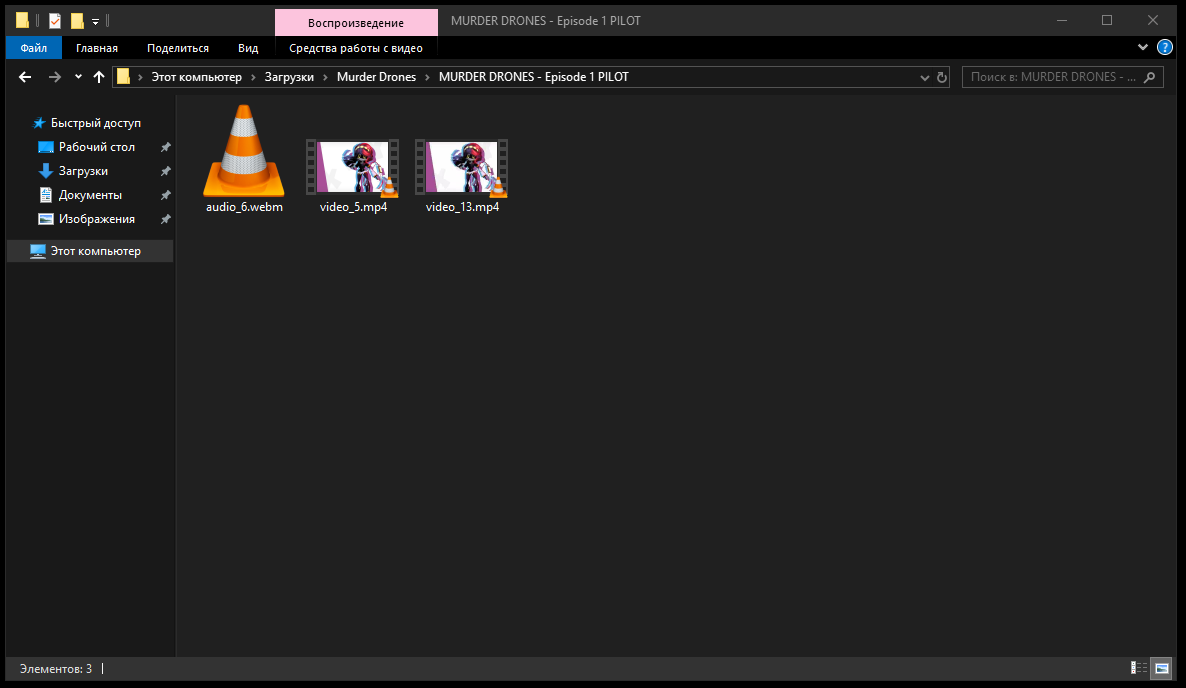 Воспроизведение
MURDER DRONES - Episode 1 PILOT
Файл
Главная
Поделиться
Вид
Средства работы с видео
?
Этот компьютер
Загрузки
Murder Drones
MURDER DRONES - Episode 1 PILOT
Поиск в: MURDER DRONES - ...
Быстрый доступ
Рабочий стол
Загрузки
Документы
Изображения
Этот компьютер
audio_6.webm
video_5.mp4
video_13.mp4
Элементов: 3